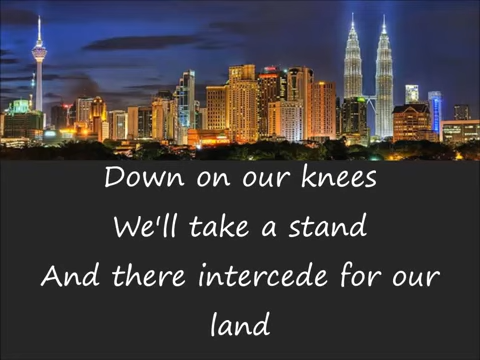 Down on our knees
We'll take a stand
And there intercede for our
land